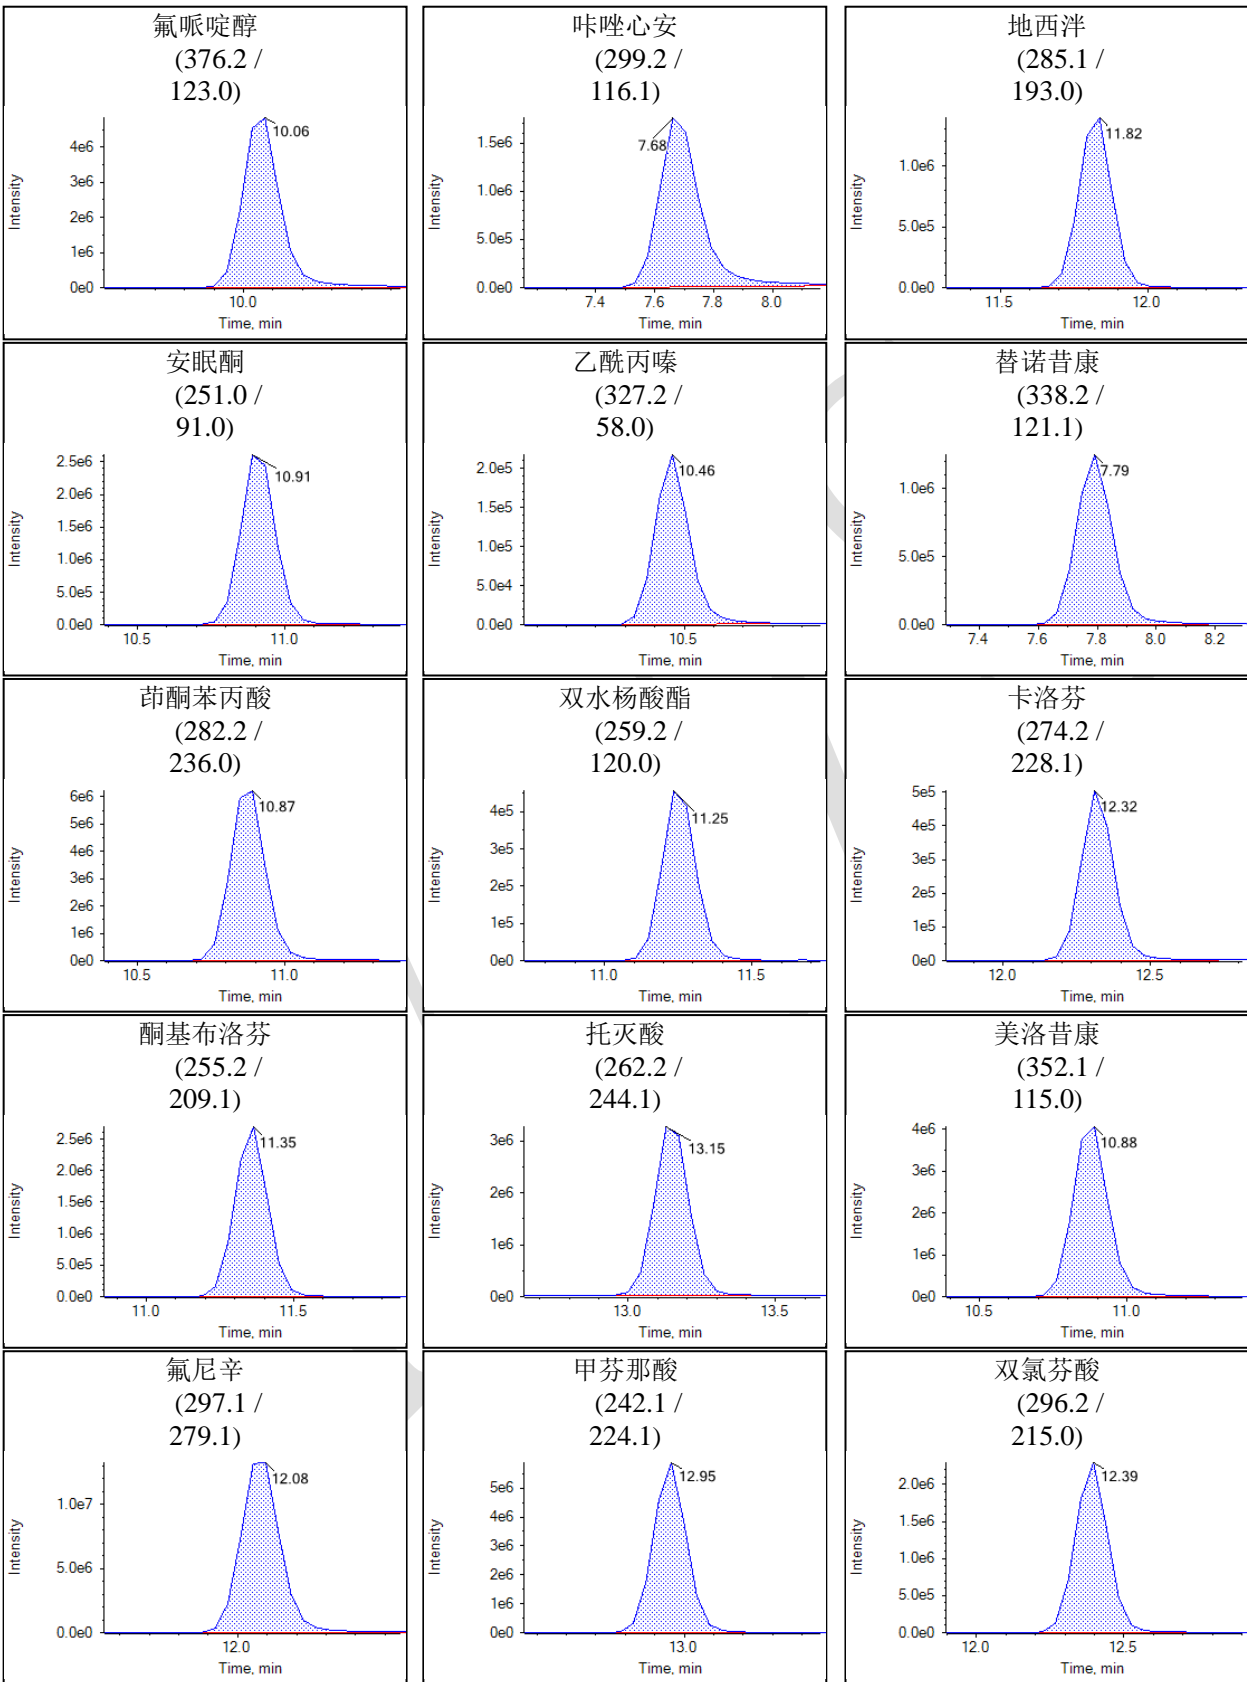 氟哌啶醇
(376.2 /
123.0)
4e6
3e6
2e6
1e6
0e0
Intensity
10.06
10.0
Time, min
咔唑心安
(299.2 /
116.1)
1.5e6
1.0e6
5.0e5
0.0e0
Intensity
7.68
7.4 7.6 7.8 8.0
Time, min
地西泮
(285.1 /
193.0)
1.0e6
5.0e5
0.0e0
Intensity
11.82
11.5 12.0
Time, min
安眠酮
(251.0 /
91.0)
2.5e6
2.0e6
1.5e6
1.0e6
5.0e5
0.0e0
Intensity
10.91
10.5 11.0
Time, min
乙酰丙嗪
(327.2 /
58.0)
2.0e5
1.5e5
1.0e5
5.0e4
0.0e0
Intensity
10.46
10.5
Time, min
替诺昔康
(338.2 /
121.1)
1.0e6
5.0e5
0.0e0
Intensity
7.79
7.4 7.6 7.8 8.0 8.2
Time, min
茚酮苯丙酸
(282.2 /
236.0)
6e6
5e6
4e6
3e6
2e6
1e6
0e0
Intensity
10.87
10.5 11.0
Time, min
双水杨酸酯
(259.2 /
120.0)
4e5
3e5
2e5
1e5
0e0
Intensity
11.25
11.0 11.5
Time, min
卡洛芬
(274.2 /
228.1)
5e5
4e5
3e5
2e5
1e5
0e0
Intensity
12.32
12.0 12.5
Time, min
酮基布洛芬
(255.2 /
209.1)
2.5e6
2.0e6
1.5e6
1.0e6
5.0e5
0.0e0
Intensity
11.35
11.0 11.5
Time, min
托灭酸
(262.2 /
244.1)
3e6
2e6
1e6
0e0
Intensity
13.15
13.0 13.5
Time, min
美洛昔康
(352.1 /
115.0)
4e6
3e6
2e6
1e6
0e0
Intensity
10.88
10.5 11.0
Time, min
氟尼辛
(297.1 /
279.1)
1.0e7
5.0e6
0.0e0
Intensity
12.08
12.0
Time, min
甲芬那酸
(242.1 /
224.1)
5e6
4e6
3e6
2e6
1e6
0e0
Intensity
12.95
13.0
Time, min
双氯芬酸
(296.2 /
215.0)
2.0e6
1.5e6
1.0e6
5.0e5
0.0e0
Intensity
12.39
12.0 12.5
Time, min